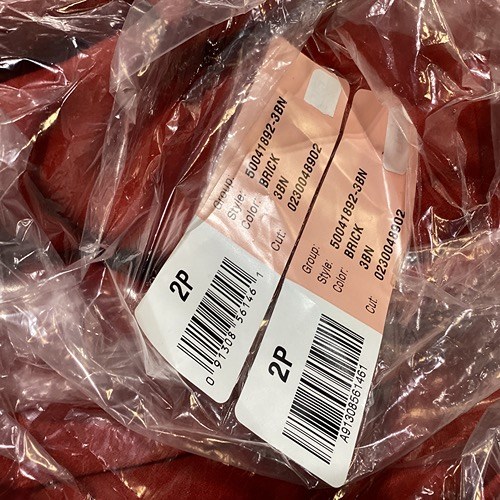 Group:
Style: 50041892-3BN
Color: BRICK
3BN
Cut: 0230048902
2P
0 91308 56146 1
Group:
Style: 50041892-3BN
Color: BRICK
3BN
Cut: 0230048902
2P
A91308561461